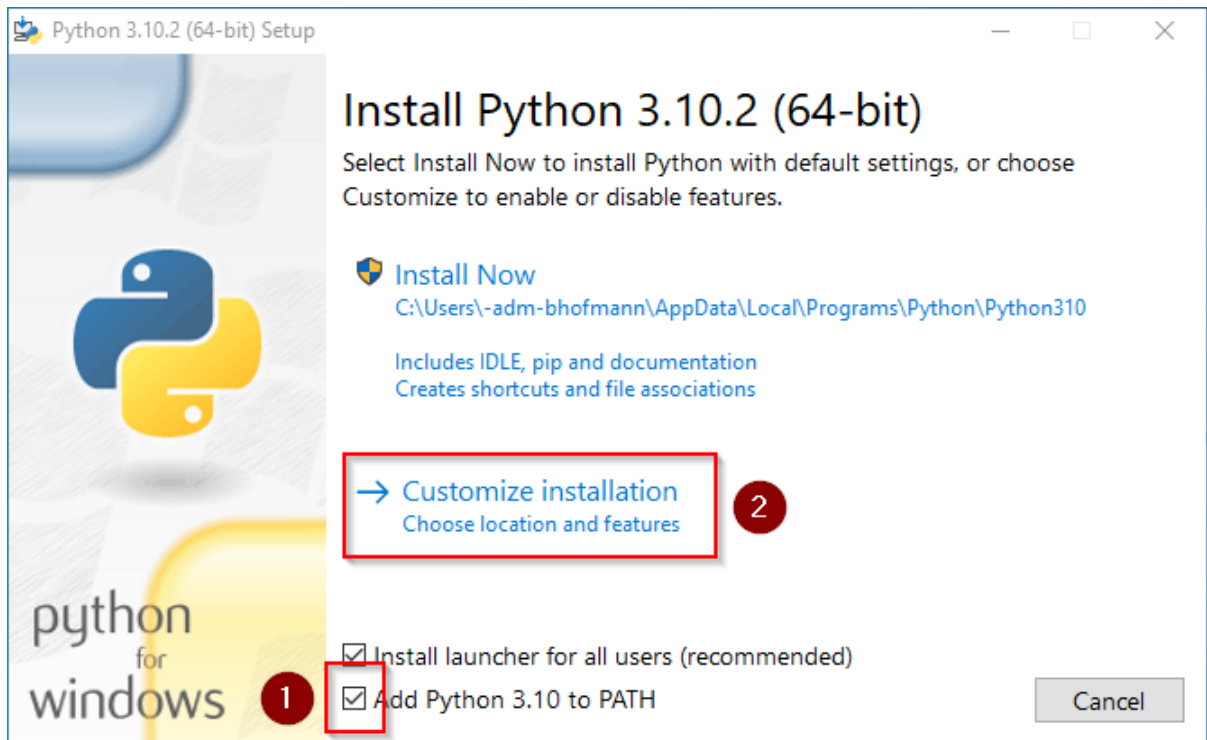 Python 3.10.2 (64-bit) Setup
Install Python 3.10.2 (64-bit)
Select Install Now to install Python with default settings, or choose
Customize to enable or disable features.
Install Now
C:\Users\-adm-bhofmann\AppData\Local\Programs\Python\Python310
Includes IDLE, pip and documentation
Creates shortcuts and file associations
Customize installation
Choose location and features
2
python
for
windows
Install launcher for all users (recommended)
1
Add Python 3.10 to PATH
Cancel